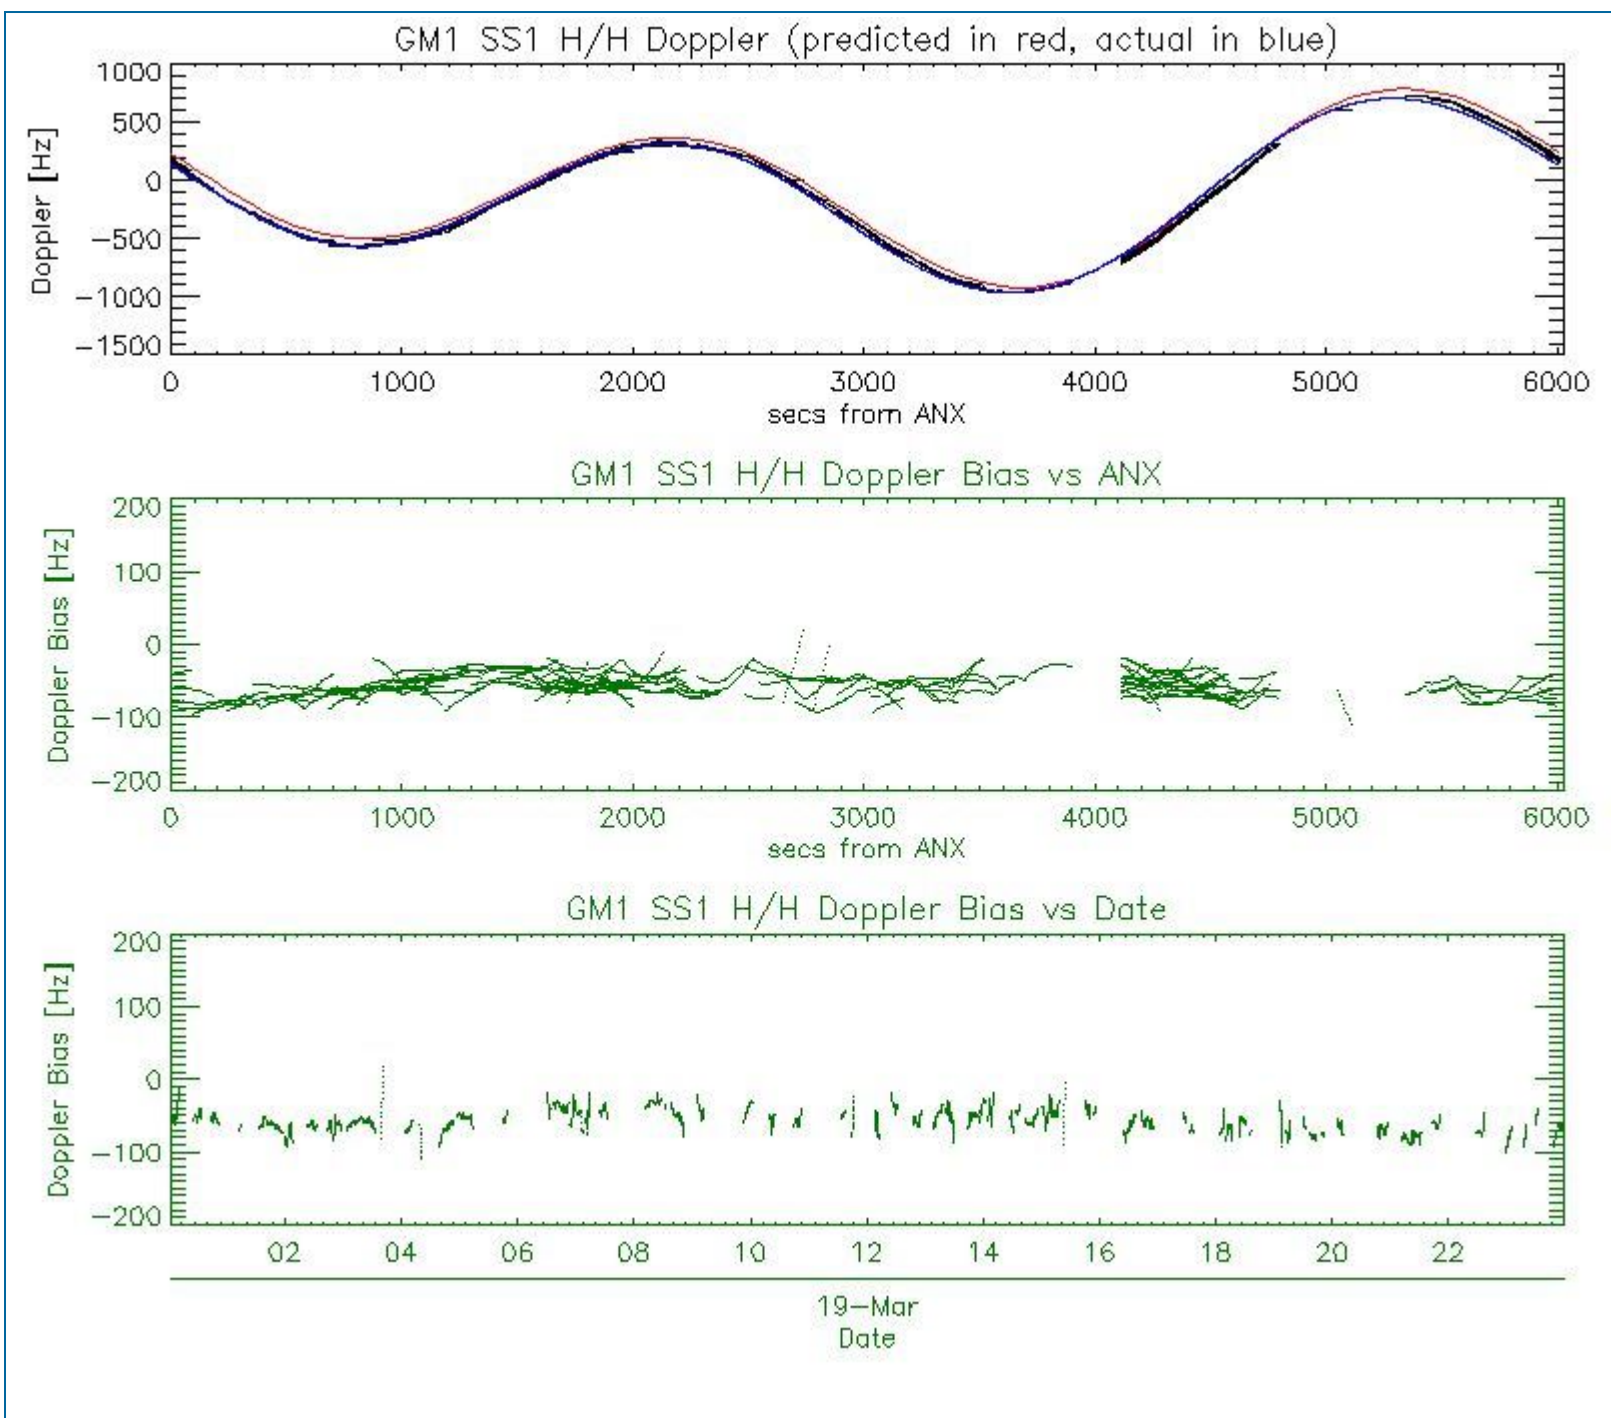 GM1 SS1 H/H Doppler (predicted in red, actual in blue)
1000
500
0
−500
−1000
−1500
Doppler [Hz]
0 1000 2000 3000 4000 5000 6000
secs from ANX
GM1 SS1 H/H Doppler Bias vs ANX
200
100
0
−100
−200
Doppler Bias [Hz]
0 1000 2000 3000 4000 5000 6000
secs from ANX
GM1 SS1 H/H Doppler Bias vs Date
200
100
0
−100
−200
Doppler Bias [Hz]
02 04 06 08 10 12 14 16 18 20 22
19−Mar
Date